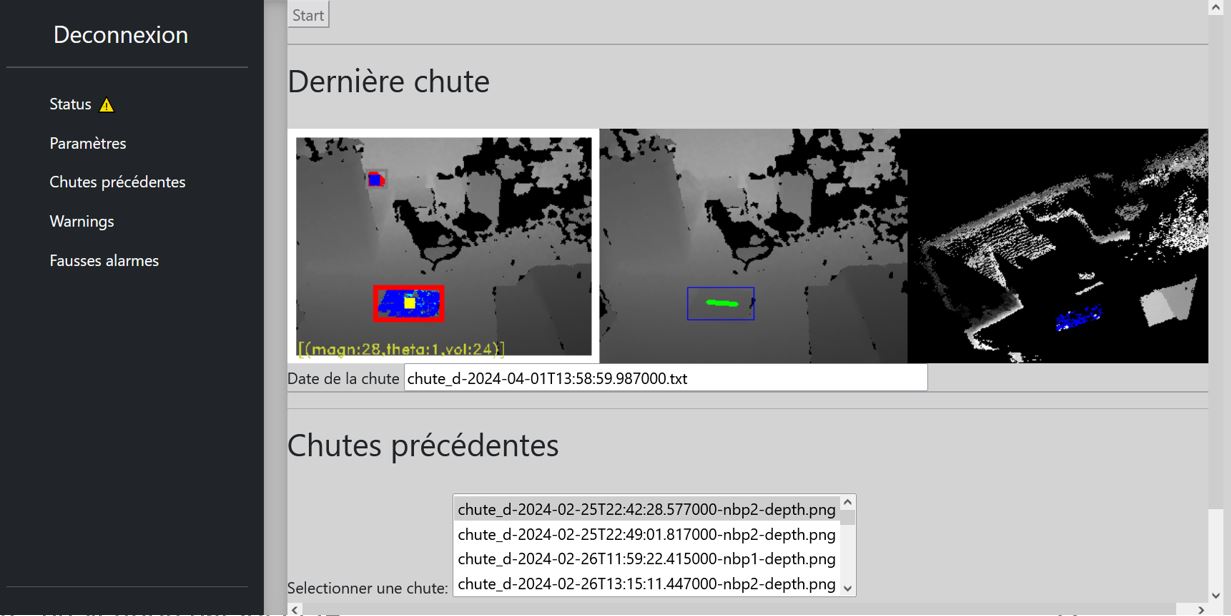 Deconnexion
Status
Paramètres
Chutes précédentes
Warnings
Fausses alarmes
Start
Dernière chute
[(magn:28,theta:1,vol:24)]
Date de la chute chute_d-2024-04-01T13:58:59.987000.txt
Chutes précédentes
chute_d-2024-02-25T22:42:28.577000-nbp2-depth.png
chute_d-2024-02-25T22:49:01.817000-nbp2-depth.png
chute_d-2024-02-26T11:59:22.415000-nbp1-depth.png
chute_d-2024-02-26T13:15:11.447000-nbp2-depth.png
Selectionner une chute: